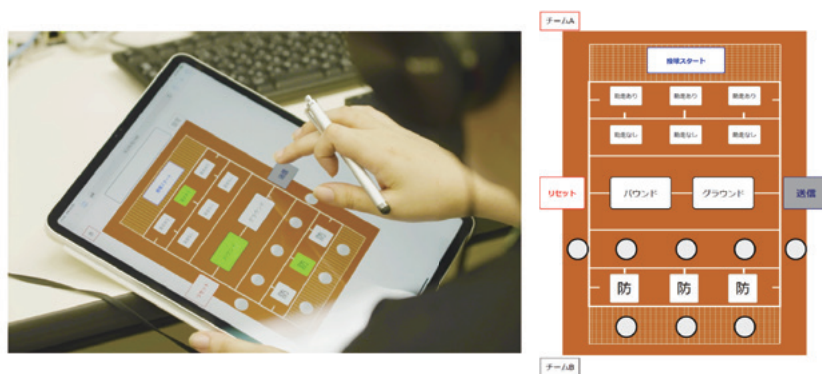 チームA
投球スタート
助走あり 助走あり 助走あり
助走なし 助走なし 助走なし
リセット バウンド グラウンド 送信
防 防 防
チームB